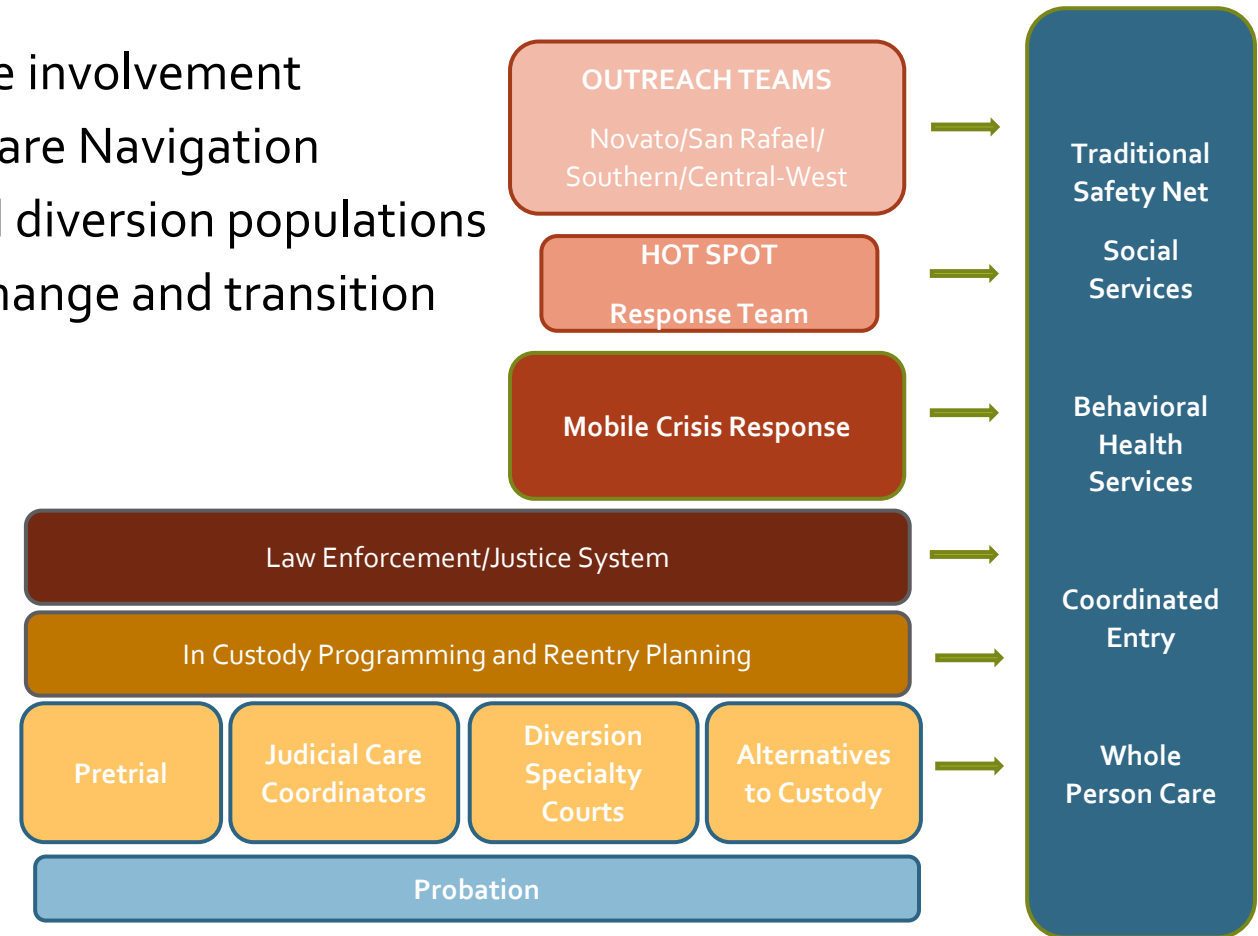 involvement
Navigation
diversion populations
and transition
OUTREACH TEAMS
Novato/San Rafael/
Southern/Central-West
HOT SPOT
Response Team
Mobile Crisis Response
Law Enforcement/Justice System
In Custody Programming and Reentry Planning
Pretrial
Judicial Care
Coordinators
Diversion
Specialty
Courts
Alternatives
to Custody
Probation
Traditional
Safety Net
Social
Services
Behavioral
Health
Services
Coordinated
Entry
Whole
Person Care